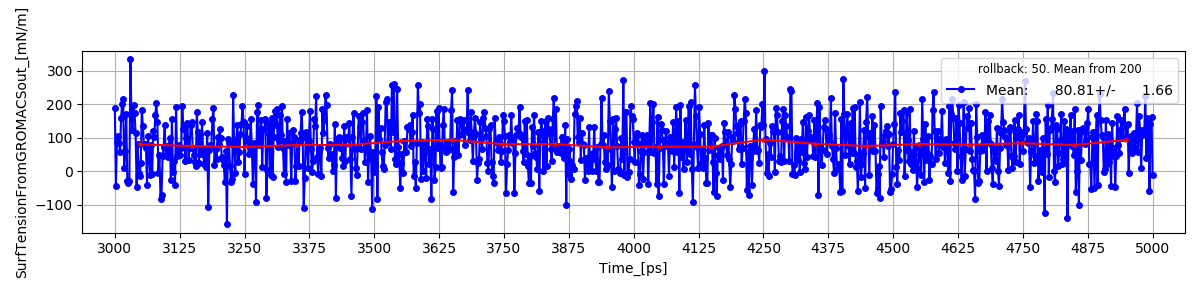 SurfTensionFromGROMACSout_[mN/m]
300
200
100
0
−100
rollback: 50. Mean from 200
Mean: 80.81+/- 1.66
3000 3125 3250 3375 3500 3625 3750 3875 4000 4125 4250 4375 4500 4625 4750 4875 5000
Time_[ps]